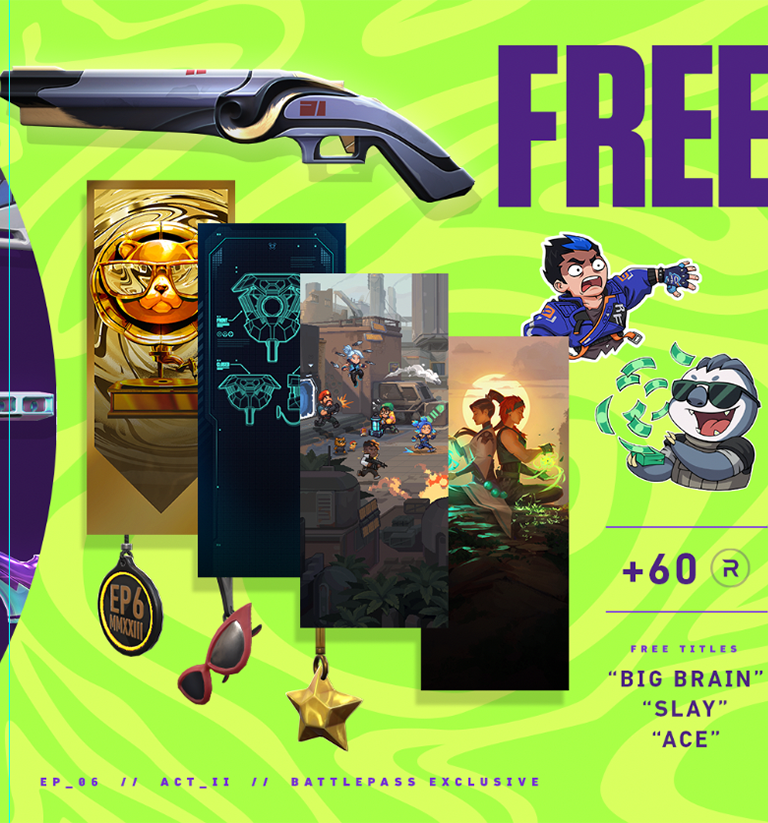 FREE
EP6
MMXXIII
+60 R
FREE TITLES
“BIG BRAIN”
“SLAY”
“ACE”
EP_06 // ACT_II // BATTLEPASS EXCLUSIVE